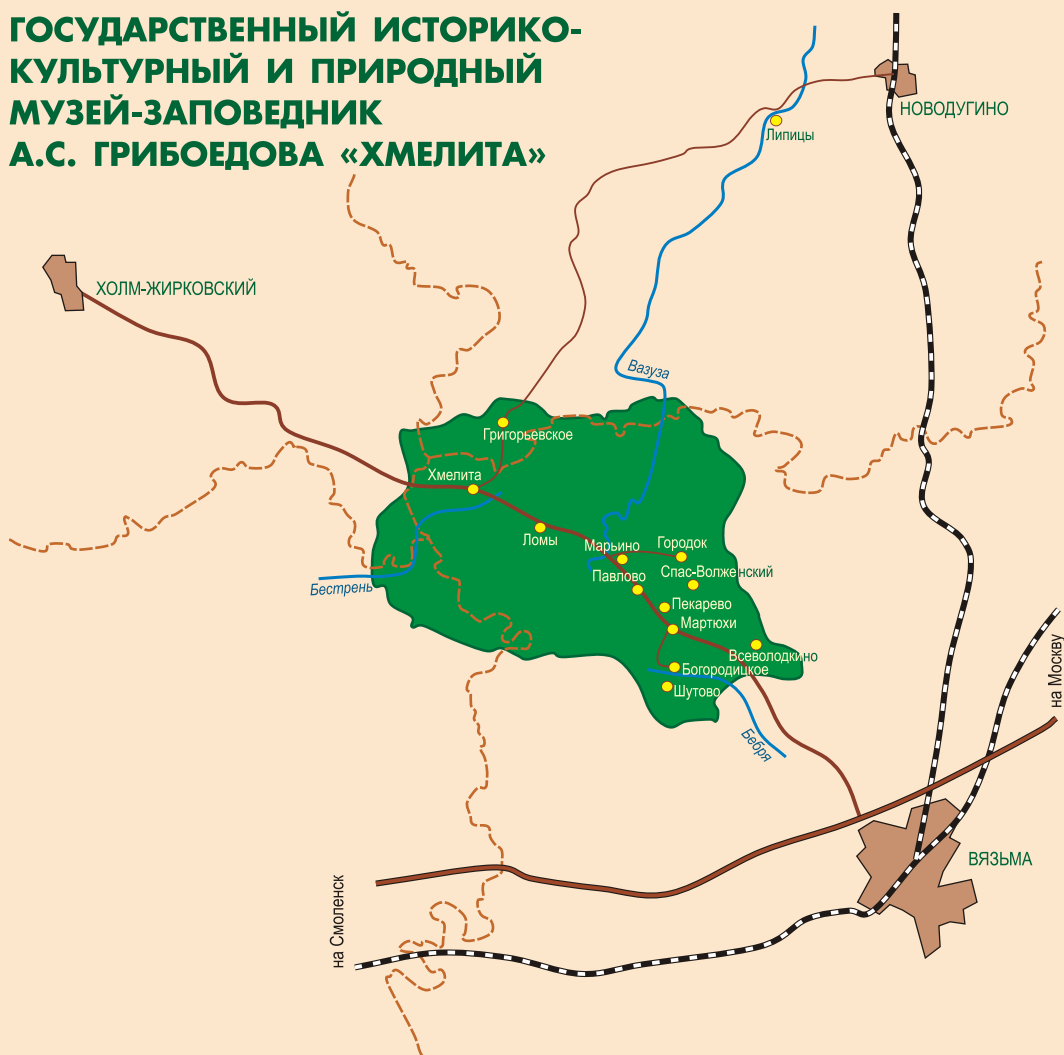 ГОСУДАРСТВЕННЫЙ ИСТОРИКО-
КУЛЬТУРНЫЙ И ПРИРОДНЫЙ
МУЗЕЙ-ЗАПОВЕДНИК
А.С. ГРИБОЕДОВА «ХМЕЛИТА»
НОВОДУГИНО
Липицы
ХОЛМ-ЖИРКОВСКИЙ
Вазуза
Григорьевское
Хмелита
Ломы
Марьино
Городок
Павлово
Спас-Волженский
Бестрень
Пекарево
Мартюхи
Всеволодкино
Богородицкое
Шутово
Бебря
на Москву
ВЯЗЬМА
на Смоленск